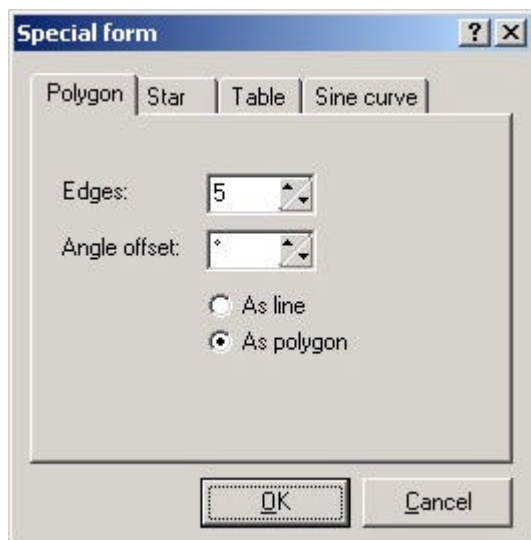 Special form
Polygon Star Table Sine curve
Edges: 5
Angle offset: °
As line
As polygon
OK Cancel